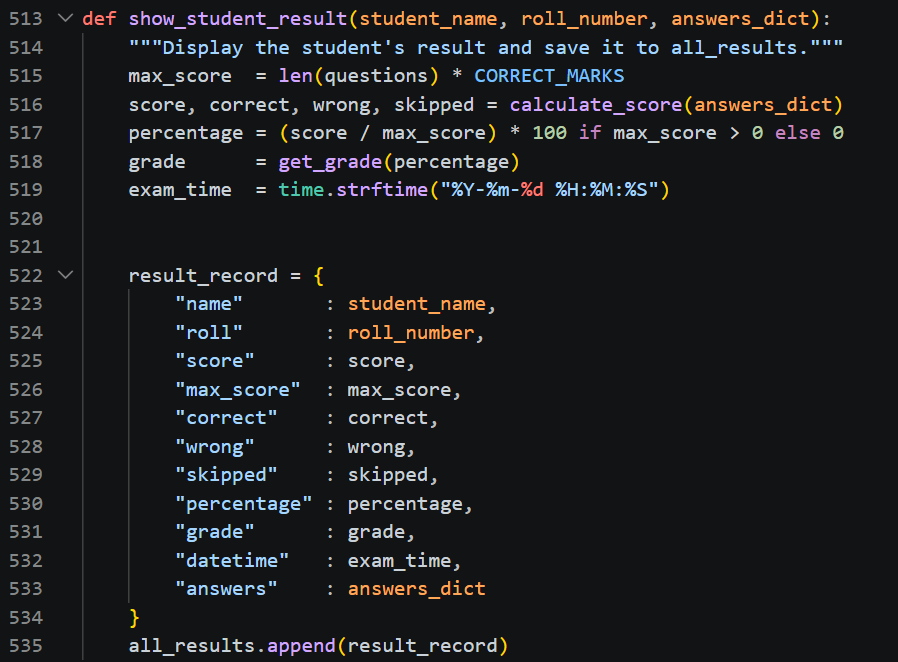 513 def show_student_result(student_name, roll_number, answers_dict):
514     """Display the student's result and save it to all_results."""
515     max_score  = len(questions) * CORRECT_MARKS
516     score, correct, wrong, skipped = calculate_score(answers_dict)
517     percentage = (score / max_score) * 100 if max_score > 0 else 0
518     grade      = get_grade(percentage)
519     exam_time  = time.strftime("%Y-%m-%d %H:%M:%S")
520
521
522     result_record = {
523         "name"       : student_name,
524         "roll"       : roll_number,
525         "score"      : score,
526         "max_score"  : max_score,
527         "correct"    : correct,
528         "wrong"      : wrong,
529         "skipped"    : skipped,
530         "percentage" : percentage,
531         "grade"      : grade,
532         "datetime"   : exam_time,
533         "answers"    : answers_dict
534     }
535     all_results.append(result_record)